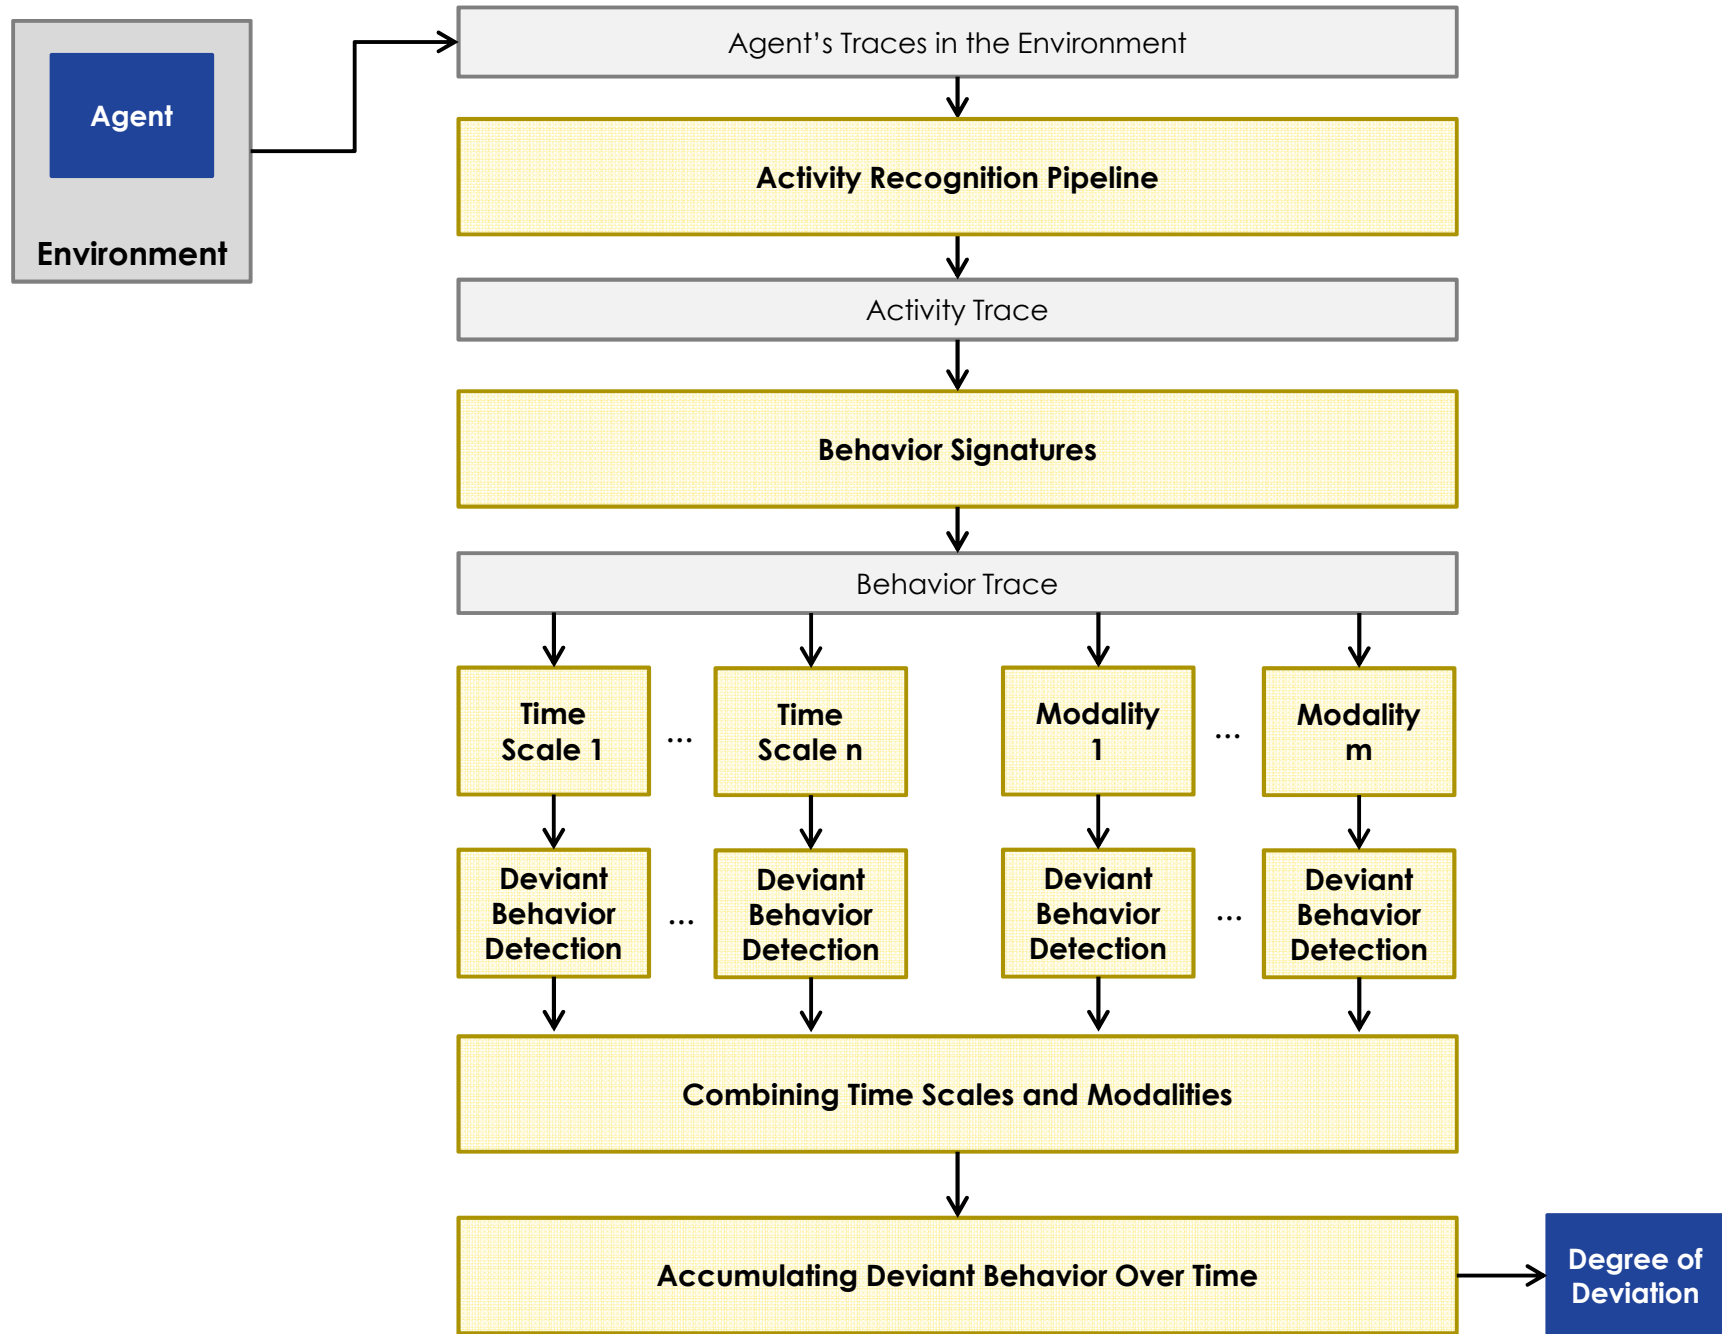 Agent’s Traces in the Environment
Agent
Environment
Activity Recognition Pipeline
Activity Trace
Behavior Signatures
Behavior Trace
Time
Scale 1
...
Time
Scale n
Modality
1
...
Modality
m
Deviant
Behavior
Detection
...
Deviant
Behavior
Detection
Deviant
Behavior
Detection
...
Deviant
Behavior
Detection
Combining Time Scales and Modalities
Accumulating Deviant Behavior Over Time
Degree of
Deviation